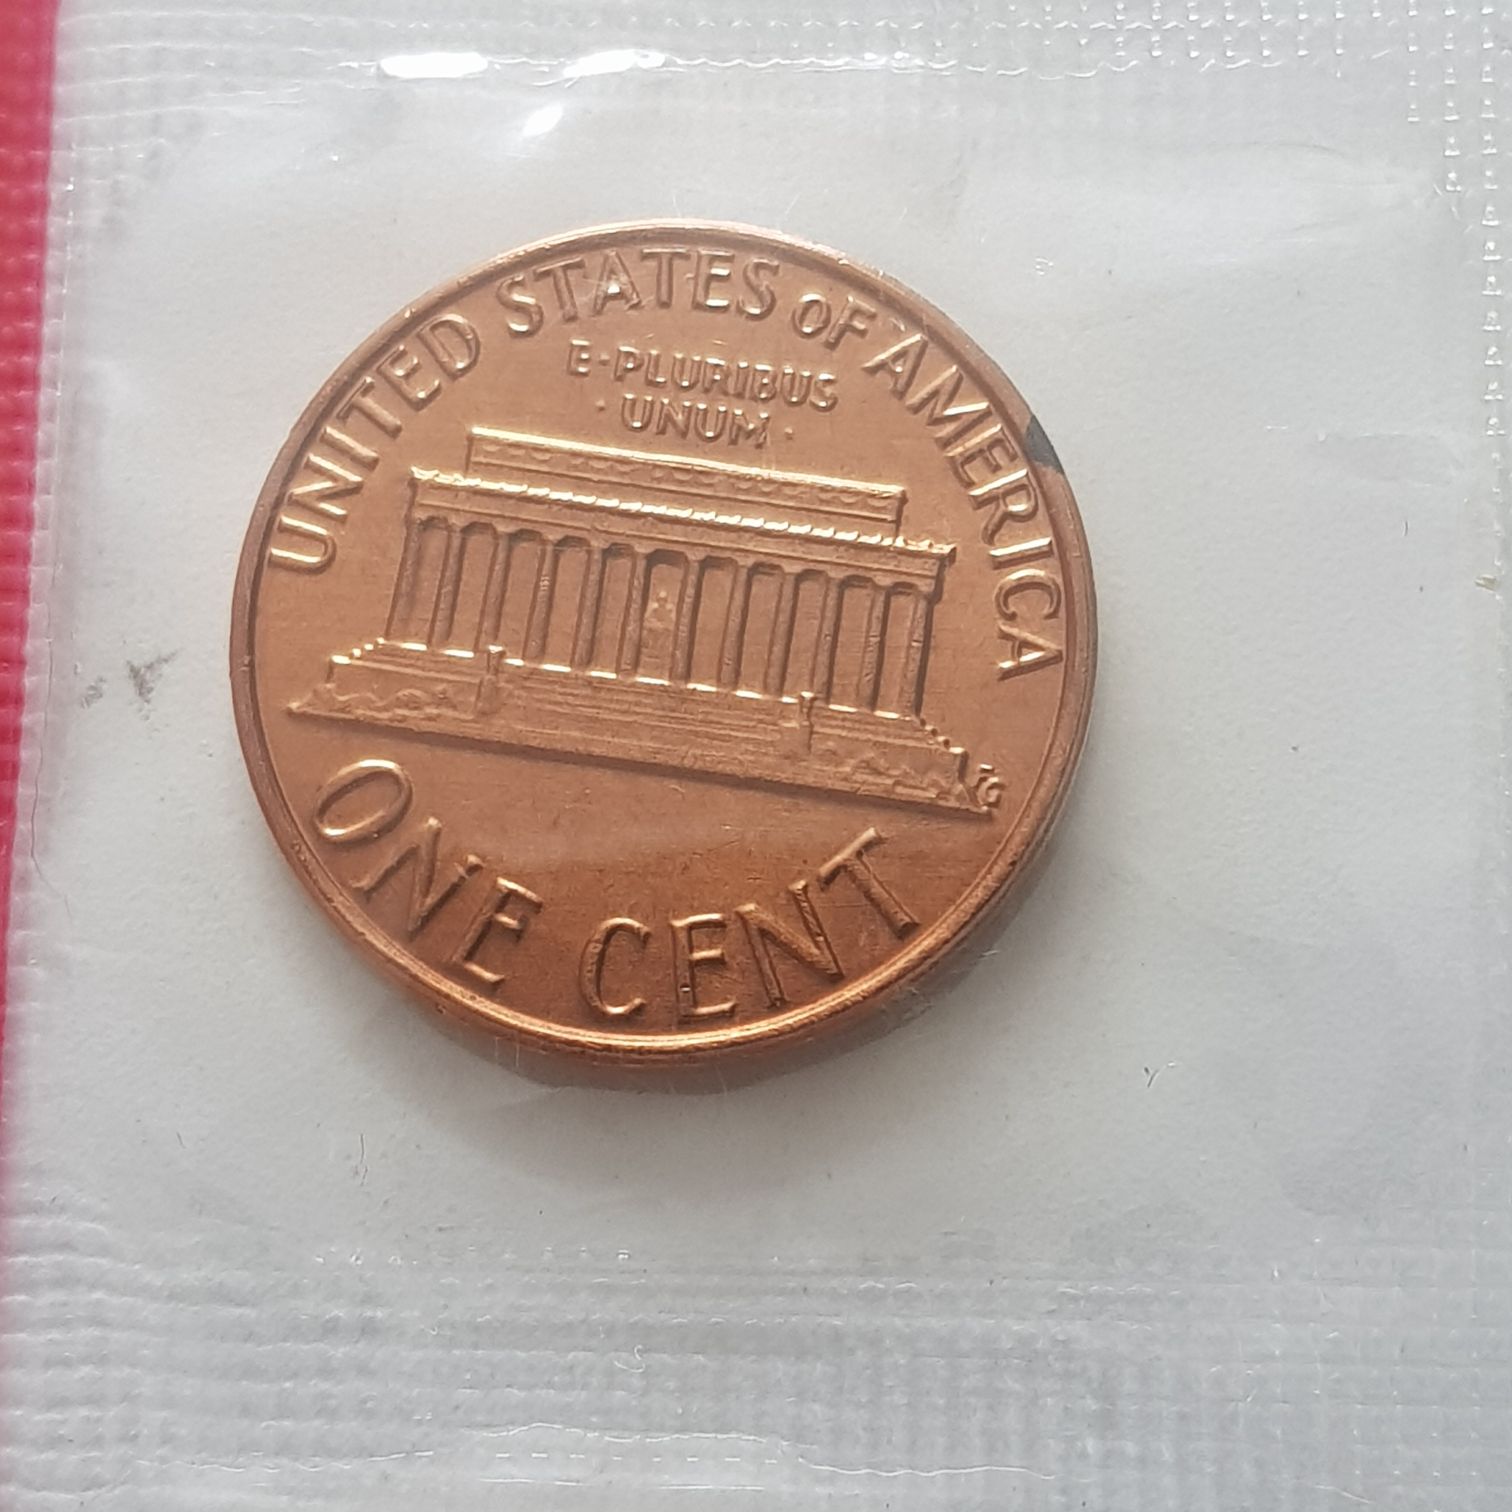 UNITED STATES OF AMERICA
E·PLURIBUS
·UNUM·
FG
ONE CENT